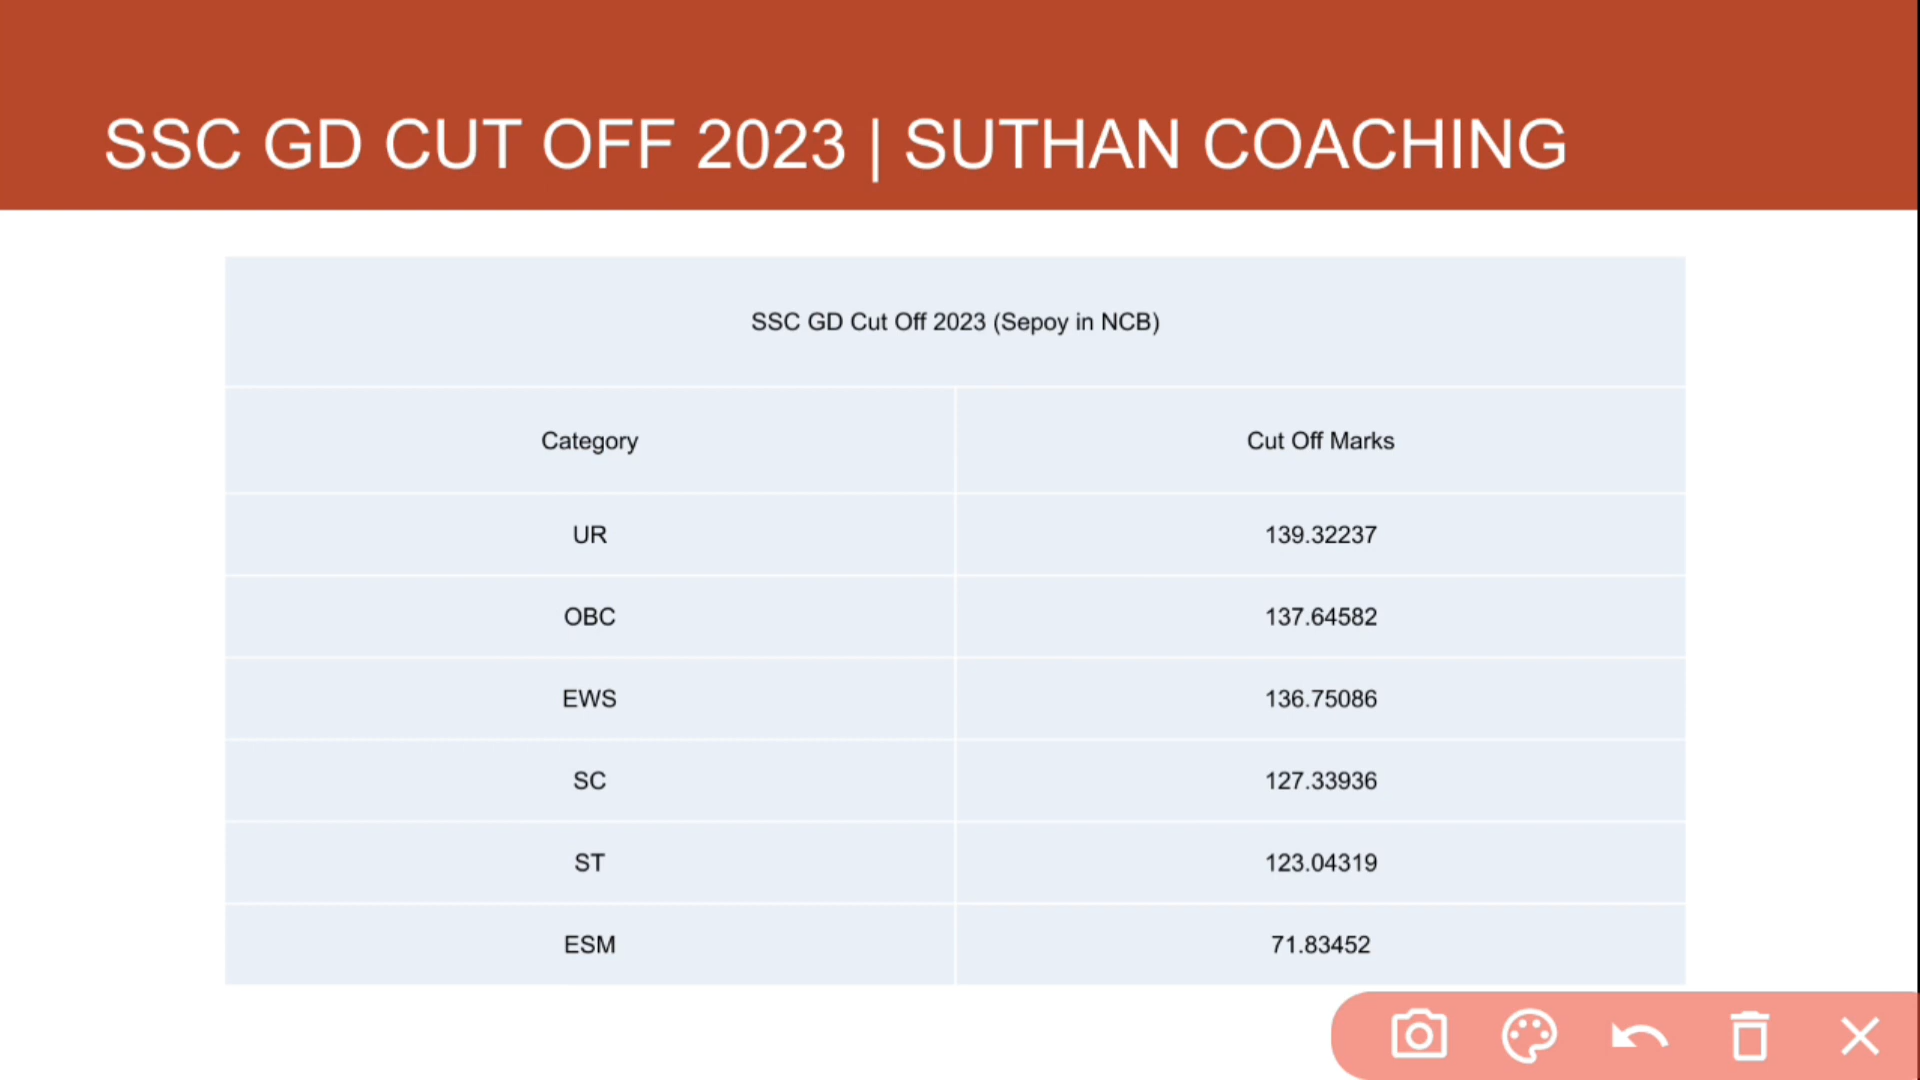 SSC GD CUT OFF 2023 | SUTHAN COACHING
SSC GD Cut Off 2023 (Sepoy in NCB)
Category Cut Off Marks
UR 139.32237
OBC 137.64582
EWS 136.75086
SC 127.33936
ST 123.04319
ESM 71.83452